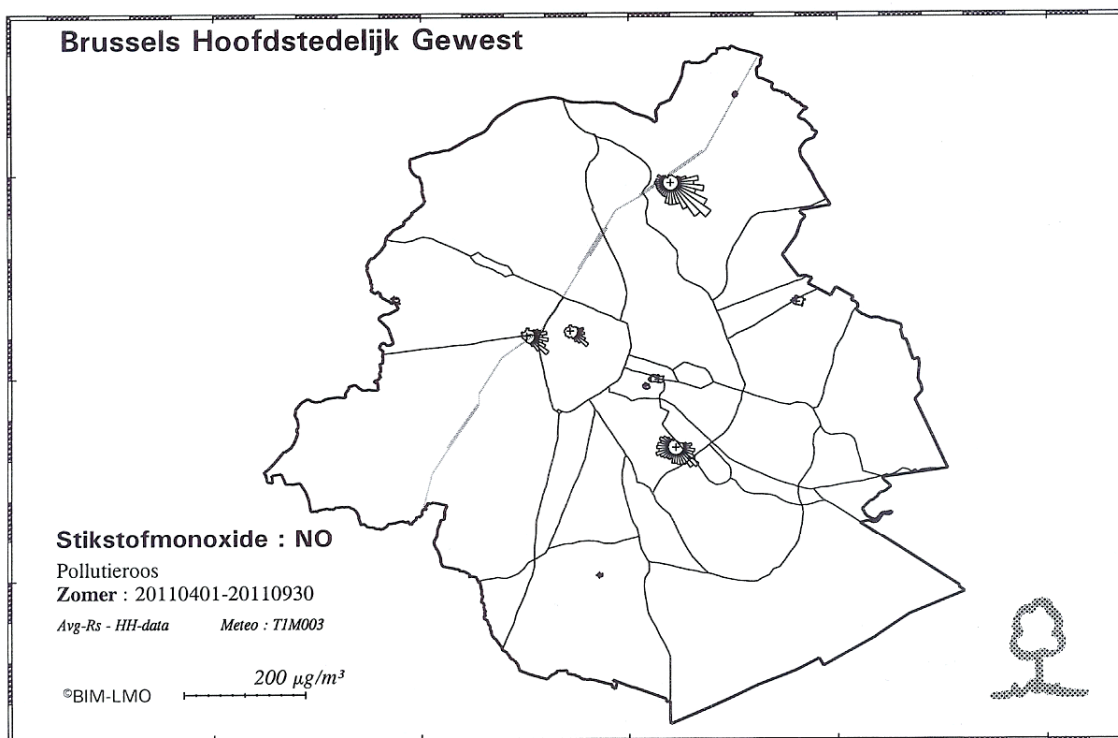 Brussels Hoofdstedelijk Gewest
Stikstofmonoxide : NO
Pollutieroos
Zomer : 20110401-20110930
Avg-Rs - HH-data Meteo : T1M003
200 µg/m³
©BIM-LMO